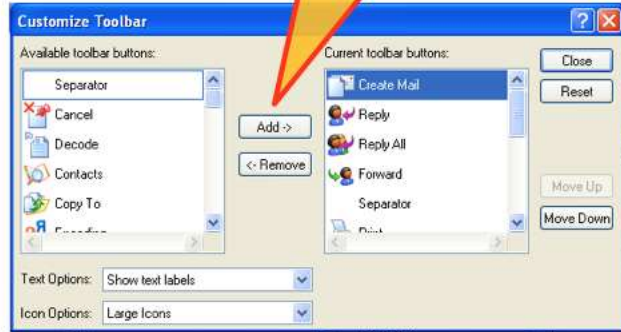 Customize Toolbar
Available toolbar buttons:
Separator
Cancel
Decode
Contacts
Copy To
Encoding
Add ->
<- Remove
Current toolbar buttons:
Create Mail
Reply
Reply All
Forward
Separator
Print
Close
Reset
Move Up
Move Down
Text Options: Show text labels
Icon Options: Large Icons